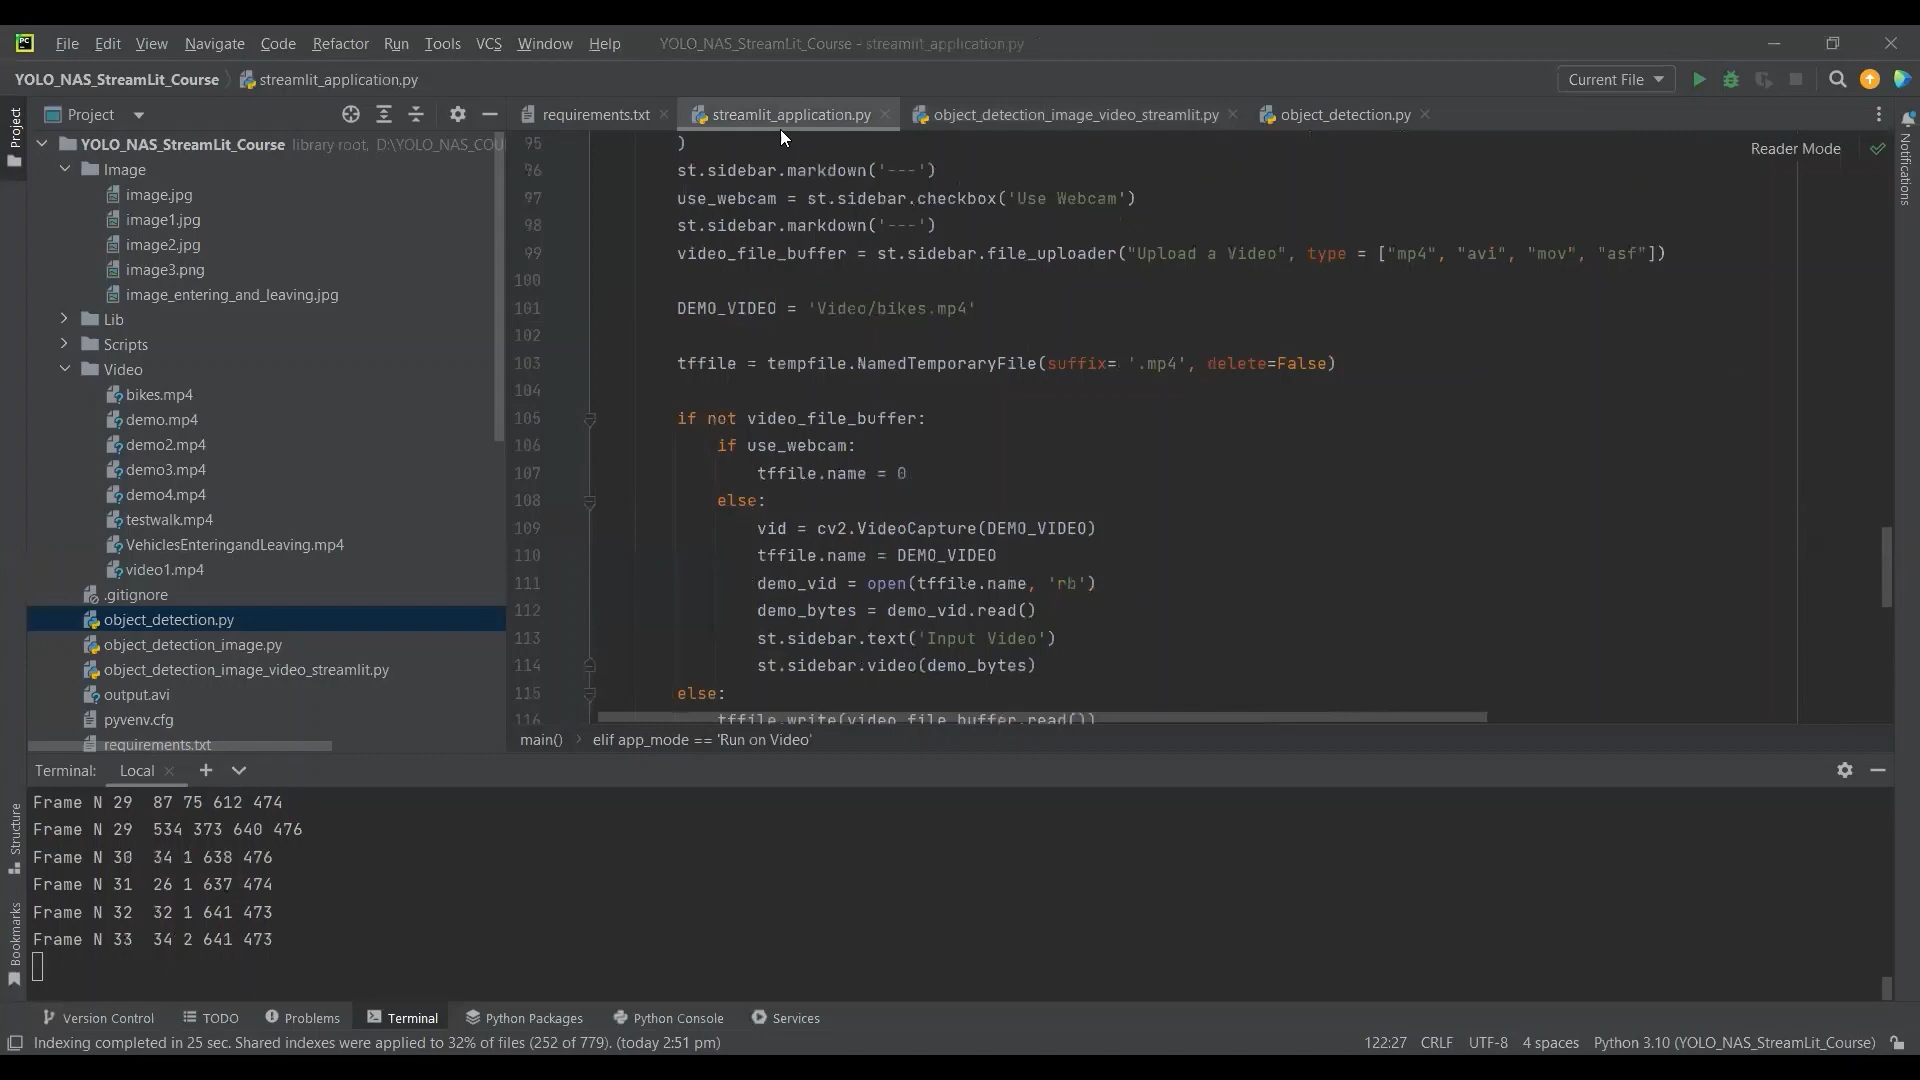 PC File Edit View Navigate Code Refactor Run Tools VCS Window Help YOLO_NAS_StreamLit_Course - streamlit_application.py
YOLO_NAS_StreamLit_Course streamlit_application.py Current File
Project requirements.txt streamlit_application.py object_detection_image_video_streamlit.py object_detection.py
Project
YOLO_NAS_StreamLit_Course library root, D:\YOLO_NAS_COU
Image
image.jpg
image1.jpg
image2.jpg
image3.png
image_entering_and_leaving.jpg
Lib
Scripts
Video
bikes.mp4
demo.mp4
demo2.mp4
demo3.mp4
demo4.mp4
testwalk.mp4
VehiclesEnteringandLeaving.mp4
video1.mp4
.gitignore
object_detection.py
object_detection_image.py
object_detection_image_video_streamlit.py
output.avi
pyvenv.cfg
requirements.txt
Reader Mode
Notifications
95 )
96 st.sidebar.markdown('---')
97 use_webcam = st.sidebar.checkbox('Use Webcam')
98 st.sidebar.markdown('---')
99 video_file_buffer = st.sidebar.file_uploader("Upload a Video", type = ["mp4", "avi", "mov", "asf"])
100
101 DEMO_VIDEO = 'Video/bikes.mp4'
102
103 tffile = tempfile.NamedTemporaryFile(suffix= '.mp4', delete=False)
104
105 if not video_file_buffer:
106 if use_webcam:
107 tffile.name = 0
108 else:
109 vid = cv2.VideoCapture(DEMO_VIDEO)
110 tffile.name = DEMO_VIDEO
111 demo_vid = open(tffile.name, 'rb')
112 demo_bytes = demo_vid.read()
113 st.sidebar.text('Input Video')
114 st.sidebar.video(demo_bytes)
115 else:
116 tffile.write(video_file_buffer.read())
main() elif app_mode == 'Run on Video'
Terminal: Local
Frame N 29 87 75 612 474
Frame N 29 534 373 640 476
Frame N 30 34 1 638 476
Frame N 31 26 1 637 474
Frame N 32 32 1 641 473
Frame N 33 34 2 641 473
Structure
Bookmarks
Version Control TODO Problems Terminal Python Packages Python Console Services
Indexing completed in 25 sec. Shared indexes were applied to 32% of files (252 of 779). (today 2:51 pm) 122:27 CRLF UTF-8 4 spaces Python 3.10 (YOLO_NAS_StreamLit_Course)